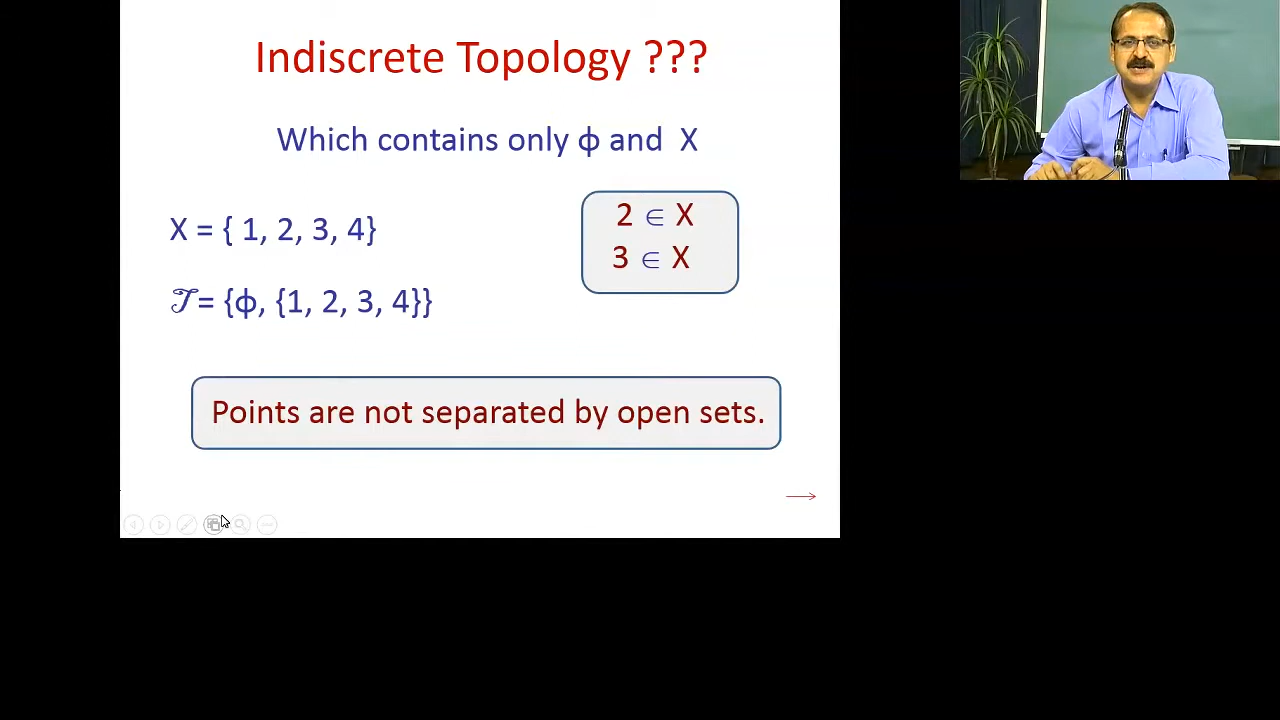 Indiscrete Topology ???
Which contains only ϕ and X
X = { 1, 2, 3, 4}
2 ∈ X
3 ∈ X
𝒯 = {ϕ, {1, 2, 3, 4}}
Points are not separated by open sets.